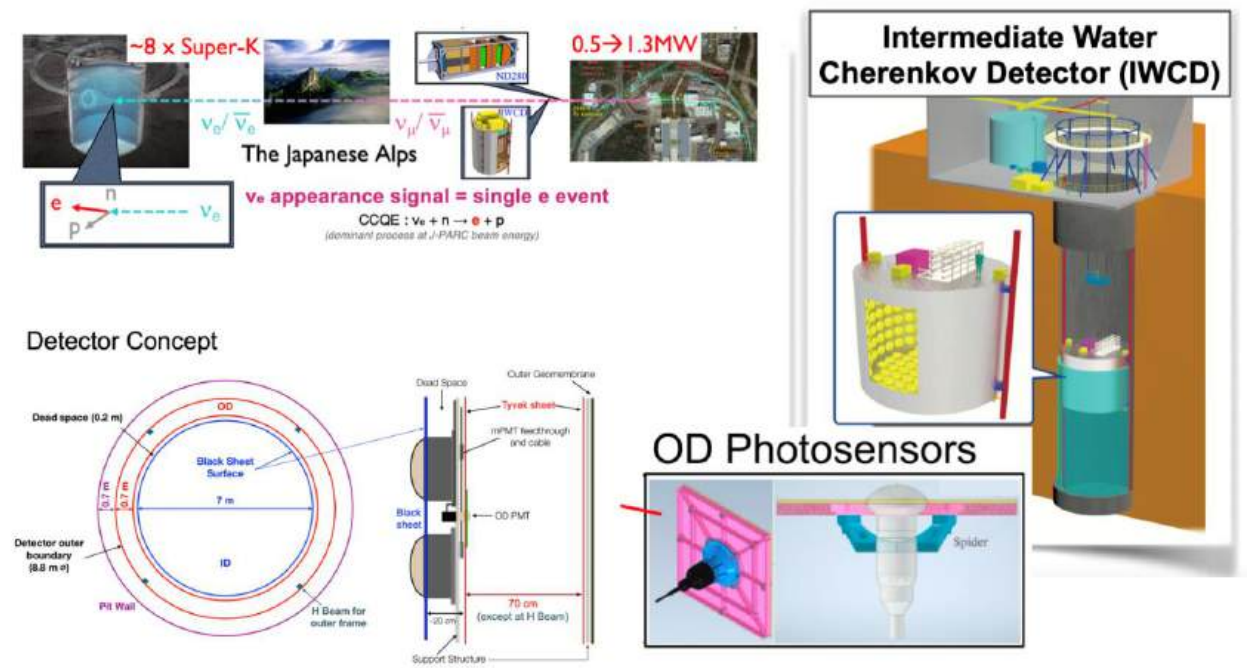 ~8 x Super-K
ND280
IWCD
0.5→1.3MW
νe/ν̅e
νμ/ν̅μ
The Japanese Alps
e
n
p
νe
νe appearance signal = single e event
CCQE : νe + n → e + p
(dominant process at J-PARC beam energy)
Intermediate Water
Cherenkov Detector (IWCD)
Detector Concept
Dead space (0.2 m)
OD
Black Sheet
Surface
0.7 m
0.7 m
7 m
Detector outer
boundary
(8.8 m ø)
ID
Pit Wall
H Beam for
outer frame
Dead Space
Outer Geomembrane
Tyvek sheet
mPMT feedthrough
and cable
Black
sheet
OD PMT
70 cm
(except at H Beam)
~20 cm
Support Structure
OD Photosensors
Spider